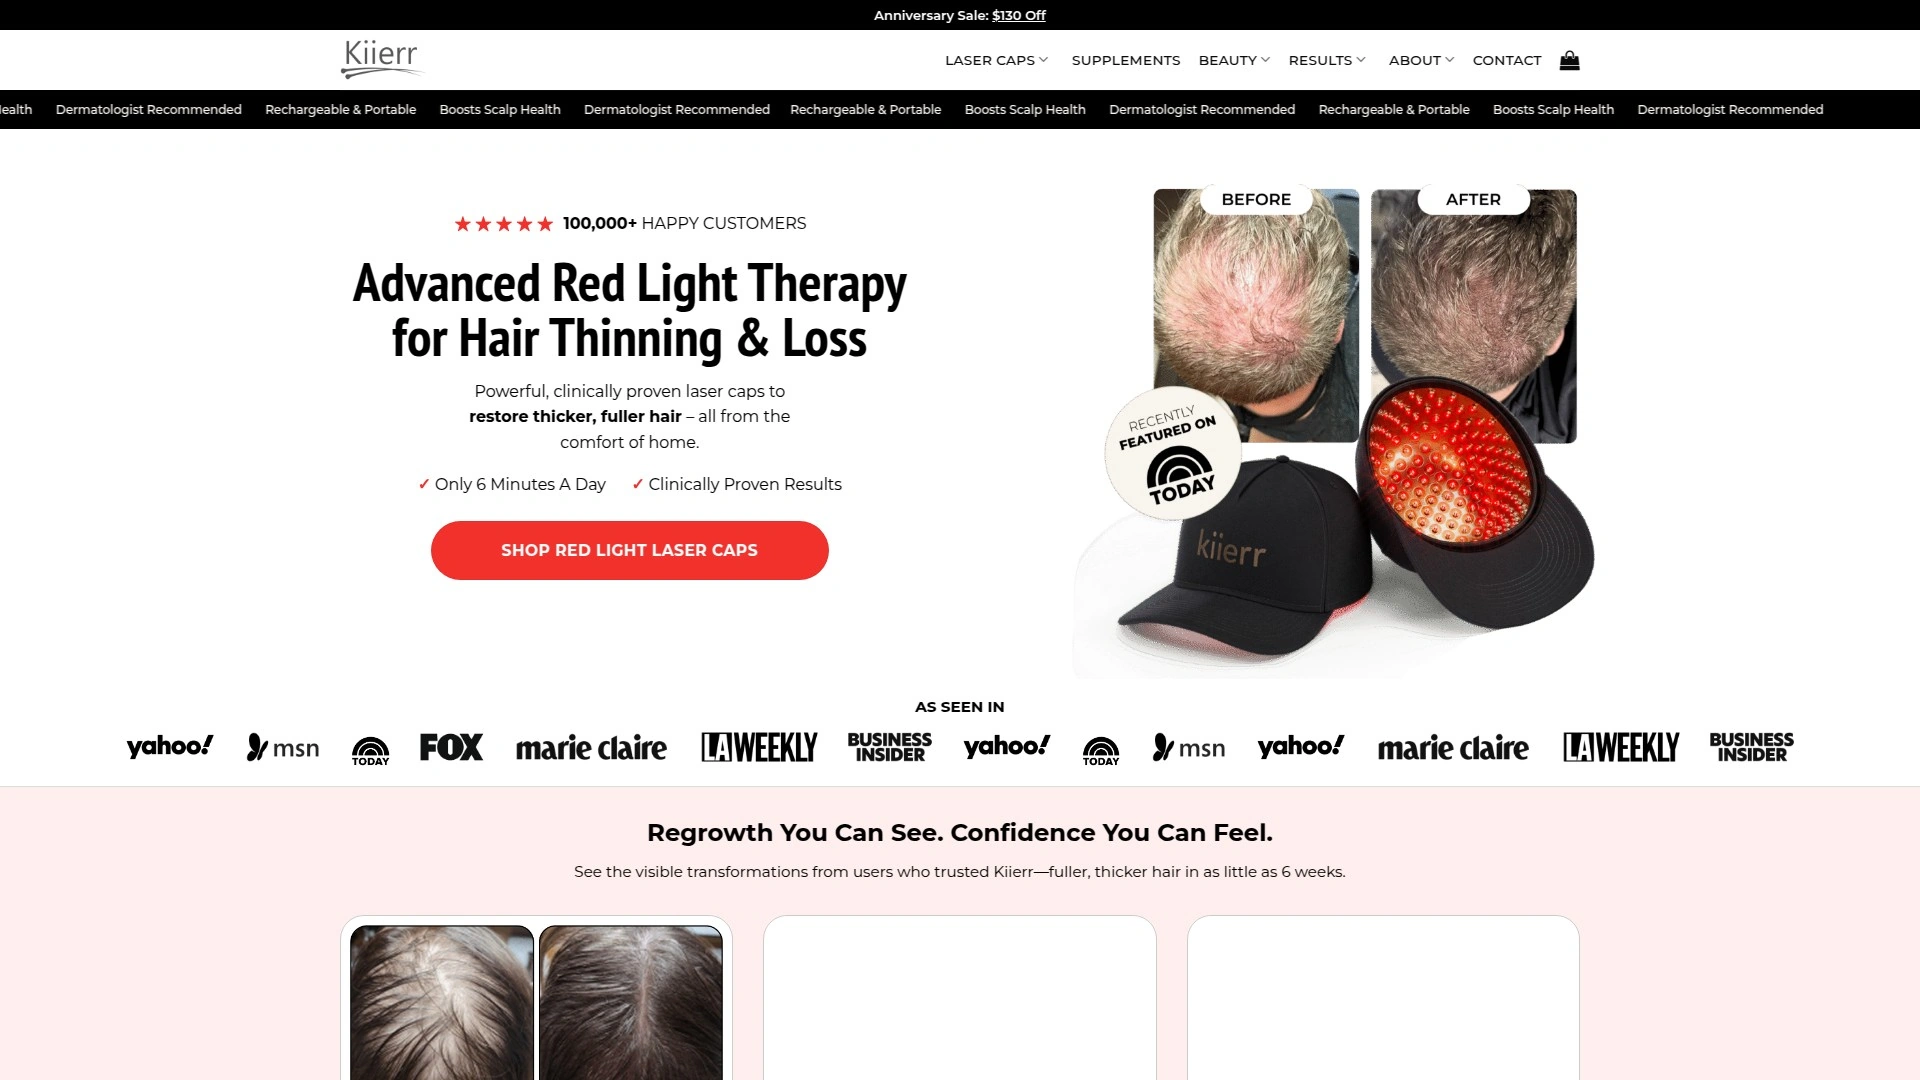 Anniversary Sale: $130 Off
Kiierr
LASER CAPS
SUPPLEMENTS
BEAUTY
RESULTS
ABOUT
CONTACT
ealth Dermatologist Recommended Rechargeable & Portable Boosts Scalp Health Dermatologist Recommended Rechargeable & Portable Boosts Scalp Health Dermatologist Recommended Rechargeable & Portable Boosts Scalp Health Dermatologist Recommended
★★★★★ 100,000+ HAPPY CUSTOMERS
Advanced Red Light Therapy
for Hair Thinning & Loss
Powerful, clinically proven laser caps to
restore thicker, fuller hair – all from the
comfort of home.
✓ Only 6 Minutes A Day ✓ Clinically Proven Results
SHOP RED LIGHT LASER CAPS
BEFORE
AFTER
RECENTLY
FEATURED ON
TODAY
kiierr
AS SEEN IN
yahoo! msn TODAY FOX marie claire LAWEEKLY BUSINESS INSIDER yahoo! TODAY msn yahoo! marie claire LAWEEKLY BUSINESS INSIDER
Regrowth You Can See. Confidence You Can Feel.
See the visible transformations from users who trusted Kiierr—fuller, thicker hair in as little as 6 weeks.